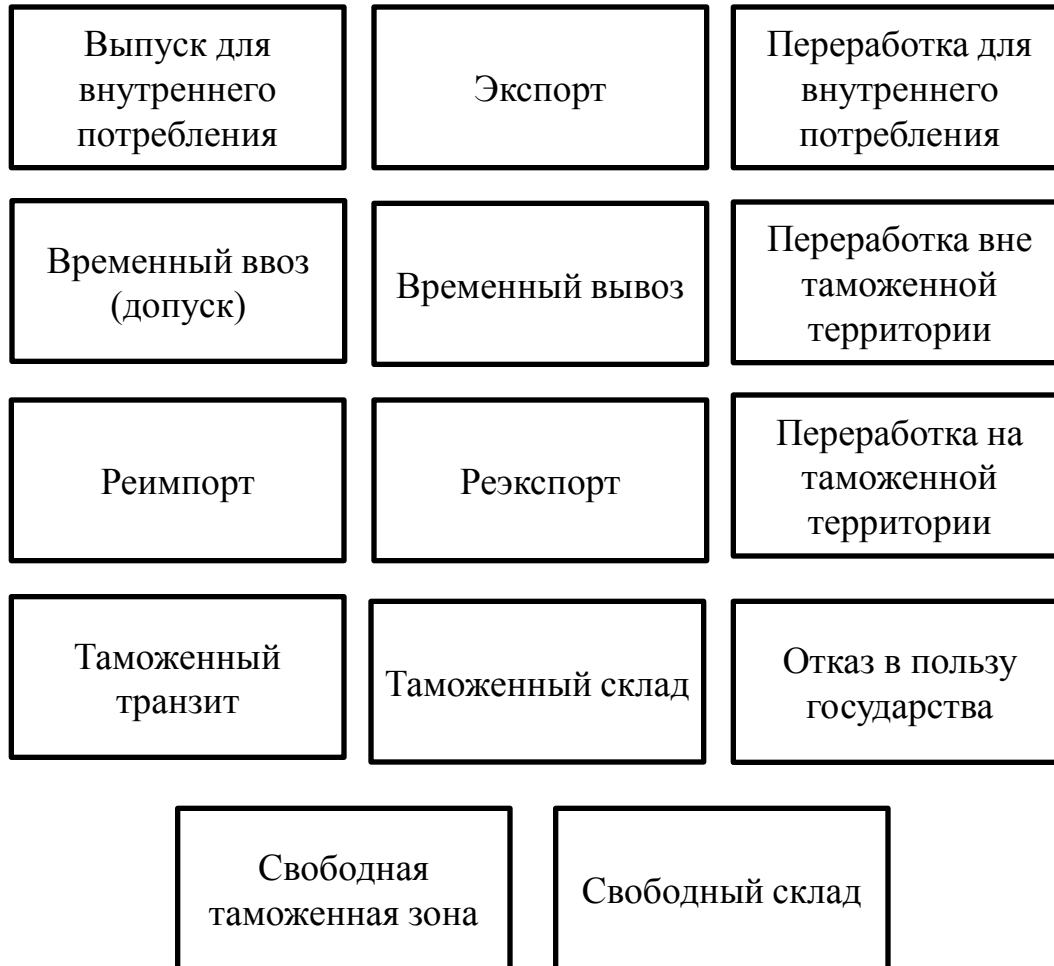 Выпуск для
внутреннего
потребления
Экспорт
Переработка для
внутреннего
потребления
Временный ввоз
(допуск)
Временный вывоз
Переработка вне
таможенной
территории
Реимпорт
Реэкспорт
Переработка на
таможенной
территории
Таможенный
транзит
Таможенный склад
Отказ в пользу
государства
Свободная
таможенная зона
Свободный склад